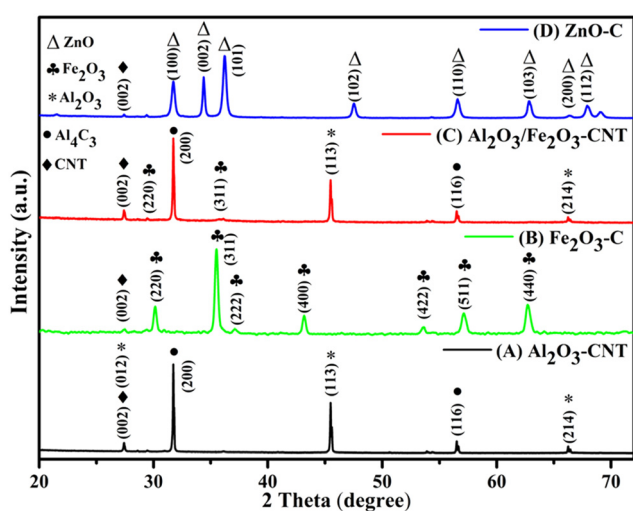 △ ZnO
♣ Fe₂O₃
* Al₂O₃
● Al₄C₃
♦ CNT
(D) ZnO-C
(002) (100) (002) (101) (102) (110) (103) (200) (112)
(C) Al₂O₃/Fe₂O₃-CNT
(002) (220) (200) (311) (113) (116) (214)
(B) Fe₂O₃-C
(002) (220) (311) (222) (400) (422) (511) (440)
(A) Al₂O₃-CNT
(002) (012) (200) (113) (116) (214)
Intensity (a.u.)
20 30 40 50 60 70
2 Theta (degree)